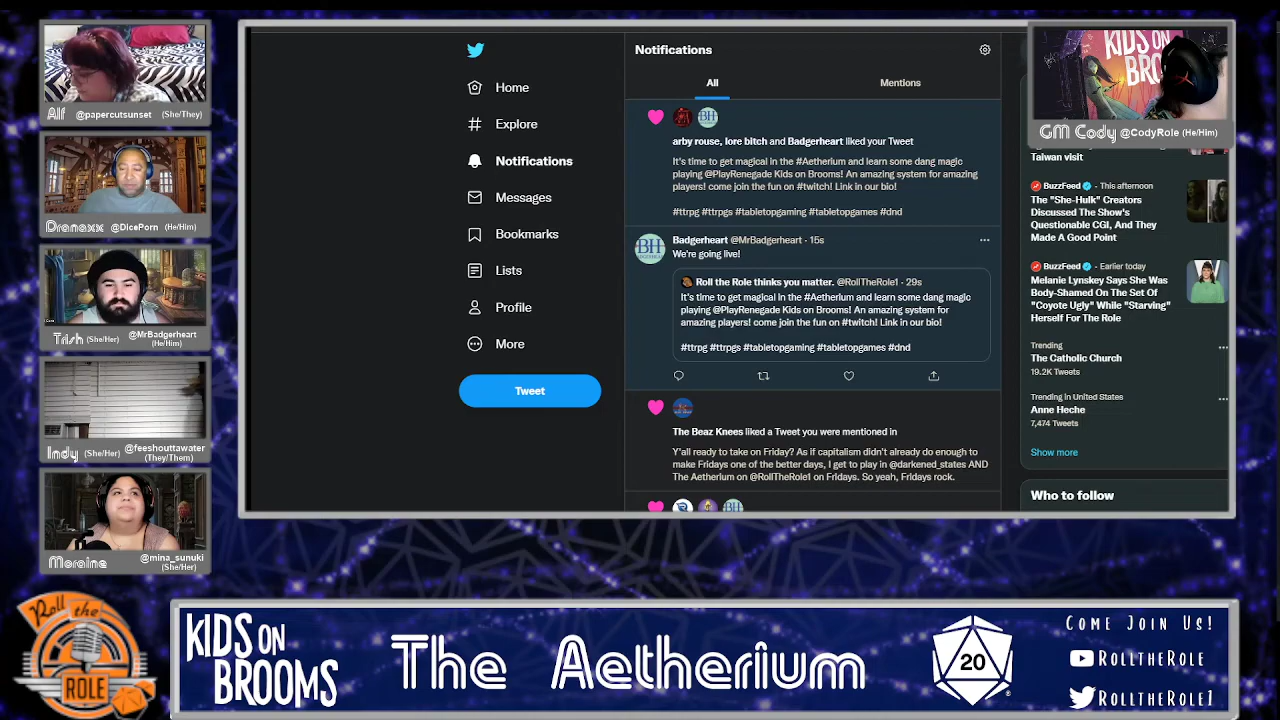 Alf @papercutsunset (She/They)
Dranaxx @DicePorn (He/Him)
Trish (She/Her) @MrBadgerheart (He/Him)
Indy (She/Her) @feeshouttawater (They/Them)
Moraine @mina_sunuki (She/Her)
Home
Explore
Notifications
Messages
Bookmarks
Lists
Profile
More
Tweet
Notifications
All
Mentions
BH
arby rouse, lore bitch and Badgerheart liked your Tweet
It's time to get magical in the #Aetherium and learn some dang magic
playing @PlayRenegade Kids on Brooms! An amazing system for amazing
players! come join the fun on #twitch! Link in our bio!
#ttrpg #ttrpgs #tabletopgaming #tabletopgames #dnd
BH
Badgerheart @MrBadgerheart · 15s
We're going live!
Roll the Role thinks you matter. @RollTheRole1 · 29s
It's time to get magical in the #Aetherium and learn some dang magic
playing @PlayRenegade Kids on Brooms! An amazing system for
amazing players! come join the fun on #twitch! Link in our bio!
#ttrpg #ttrpgs #tabletopgaming #tabletopgames #dnd
The Beaz Knees liked a Tweet you were mentioned in
Y'all ready to take on Friday? As if capitalism didn't already do enough to
make Fridays one of the better days, I get to play in @darkened_states AND
The Aetherium on @RollTheRole1 on Fridays. So yeah, Fridays rock.
BH
KIDS ON
BRO
GM Cody @CodyRole (He/Him)
Taiwan visit
BuzzFeed · This afternoon
The "She-Hulk" Creators
Discussed The Show's
Questionable CGI, And They
Made A Good Point
BuzzFeed · Earlier today
Melanie Lynskey Says She Was
Body-Shamed On The Set Of
"Coyote Ugly" While "Starving"
Herself For The Role
Trending
The Catholic Church
19.2K Tweets
Trending in United States
Anne Heche
7,474 Tweets
Show more
Who to follow
Roll the
ROLE
KIDS ON
BROOMS
The Aetherium
20
COME JOIN US!
ROLLTHEROLE
ROLLTHEROLE1